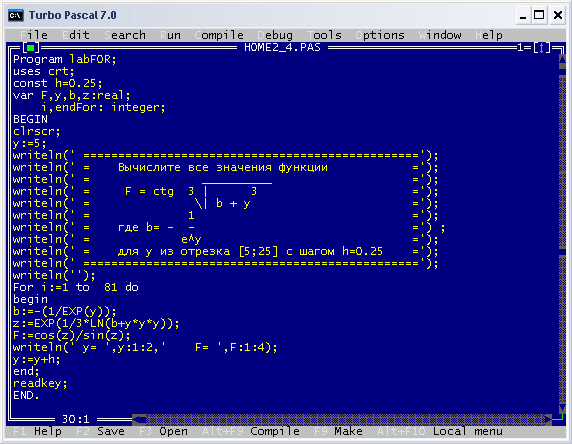 Turbo Pascal 7.0
File Edit Search Run Compile Debug Tools Options Window Help
HOME2_4.PAS 1=[↕]
Program labFOR;
uses crt;
const h=0.25;
var F,y,b,z:real;
    i,endFor: integer;
BEGIN
clrscr;
y:=5;
writeln(' ================================================');
writeln(' =    Вычислите все значения функции            =');
writeln(' =                __________                    =');
writeln(' =     F = ctg  3 |      3                      =');
writeln(' =               \| b + y                       =');
writeln(' =              1                               =');
writeln(' =    где b= -  -                               =') ;
writeln(' =             e^y                              =');
writeln(' =    для y из отрезка [5;25] с шагом h=0.25    =');
writeln(' ================================================');
writeln('');
For i:=1 to  81 do
begin
b:=-(1/EXP(y));
z:=EXP(1/3*LN(b+y*y*y));
F:=cos(z)/sin(z);
writeln(' y= ',y:1:2,'    F= ',F:1:4);
y:=y+h;
end;
readkey;
END.
30:1
F1 Help F2 Save F3 Open Alt+F9 Compile F9 Make Alt+F10 Local menu